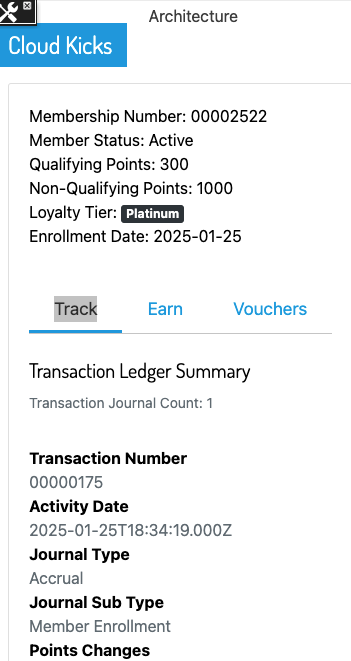 Architecture
Cloud Kicks
Membership Number: 00002522
Member Status: Active
Qualifying Points: 300
Non-Qualifying Points: 1000
Loyalty Tier: Platinum
Enrollment Date: 2025-01-25
Track Earn Vouchers
Transaction Ledger Summary
Transaction Journal Count: 1
Transaction Number
00000175
Activity Date
2025-01-25T18:34:19.000Z
Journal Type
Accrual
Journal Sub Type
Member Enrollment
Points Changes